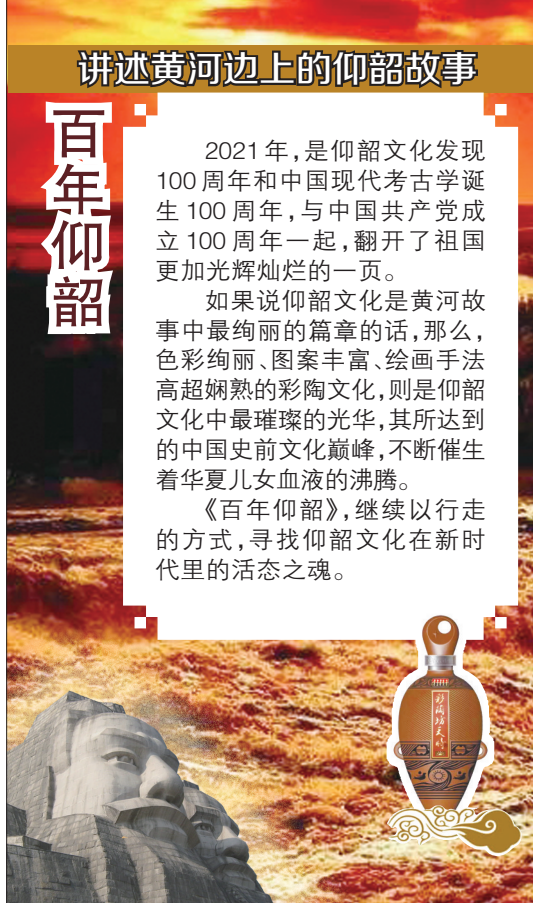 讲述黄河边上的仰韶故事
百年仰韶
2021年，是仰韶文化发现
100周年和中国现代考古学诞
生100周年，与中国共产党成
立100周年一起，翻开了祖国
更加光辉灿烂的一页。
如果说仰韶文化是黄河故
事中最绚丽的篇章的话，那么，
色彩绚丽、图案丰富、绘画手法
高超娴熟的彩陶文化，则是仰韶
文化中最璀璨的光华，其所达到
的中国史前文化巅峰，不断催生
着华夏儿女血液的沸腾。
《百年仰韶》，继续以行走
的方式，寻找仰韶文化在新时
代里的活态之魂。
彩陶坊天时